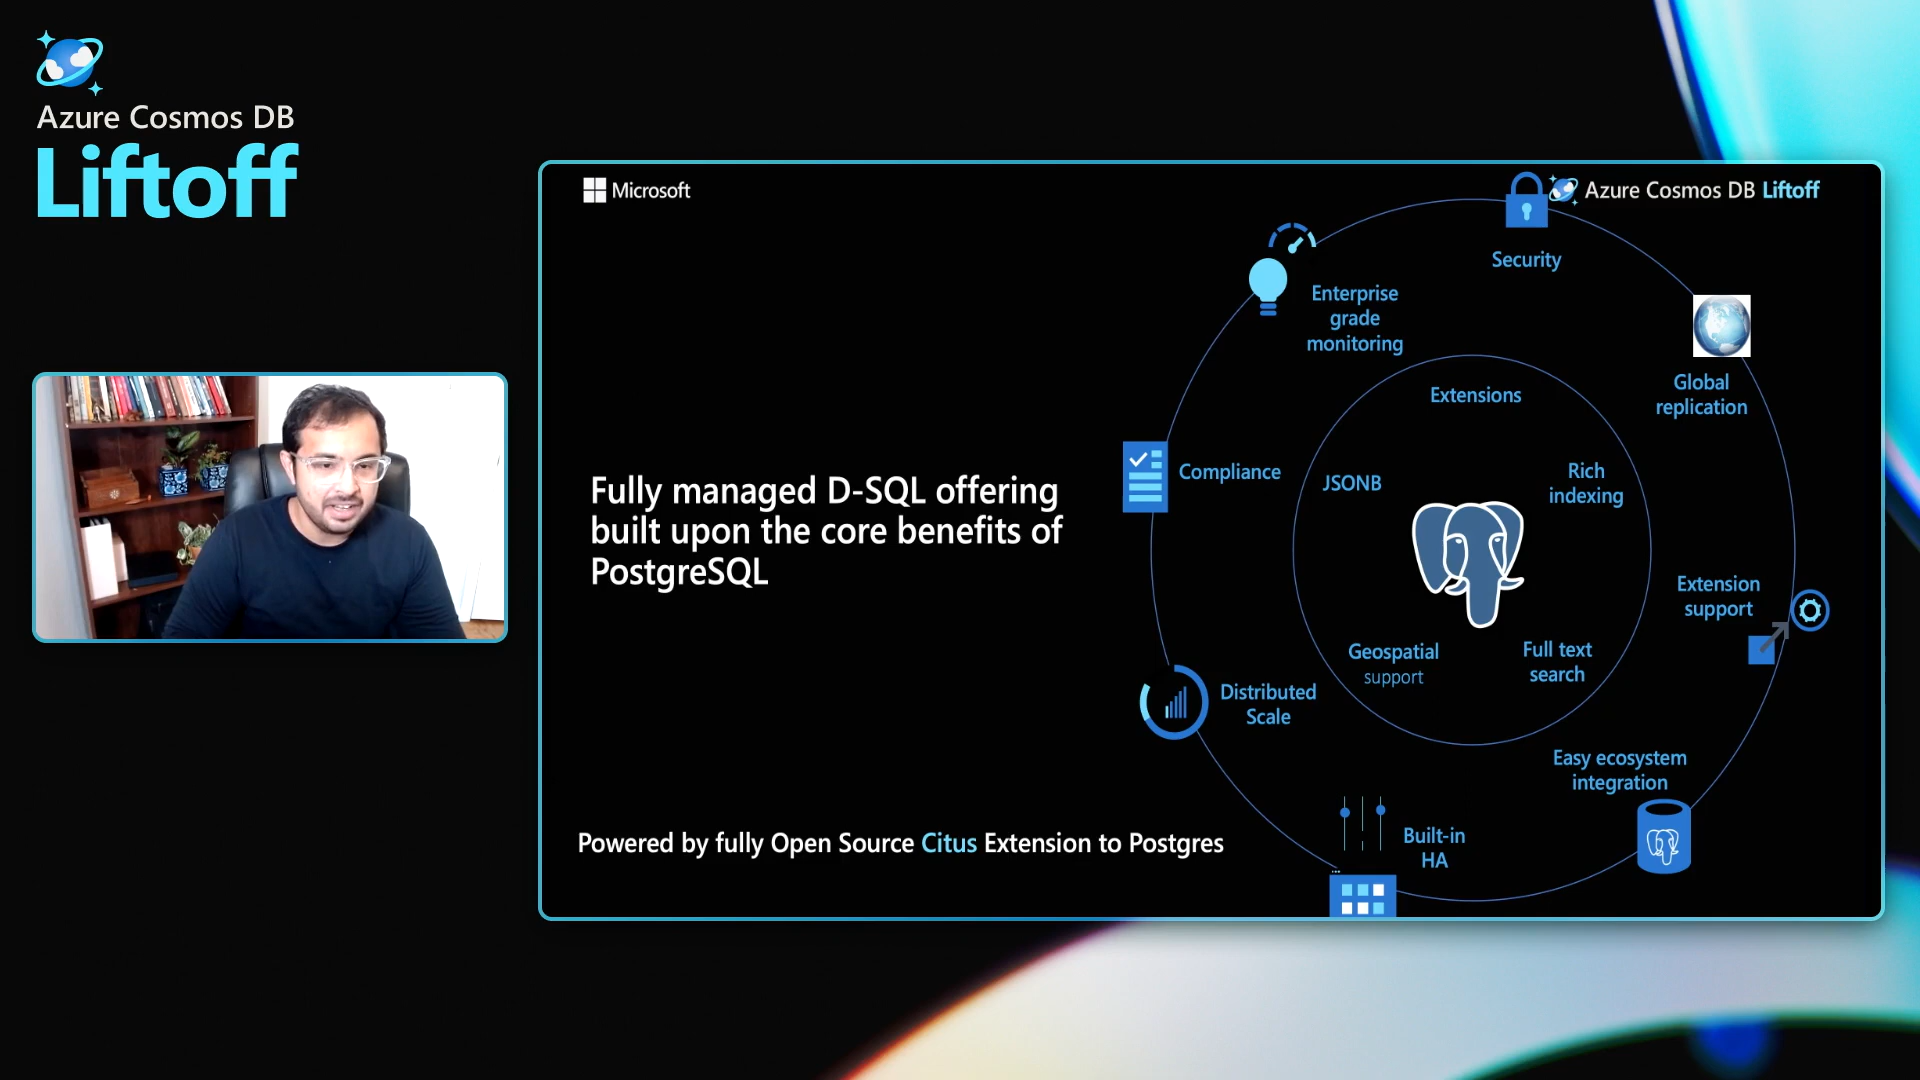 Azure Cosmos DB
Liftoff
Microsoft
Azure Cosmos DB Liftoff
Security
Enterprise
grade
monitoring
Global
replication
Extensions
Compliance
JSONB
Rich
indexing
Fully managed D-SQL offering
built upon the core benefits of
PostgreSQL
Extension
support
Geospatial
support
Full text
search
Distributed
Scale
Easy ecosystem
integration
Built-in
HA
Powered by fully Open Source Citus Extension to Postgres